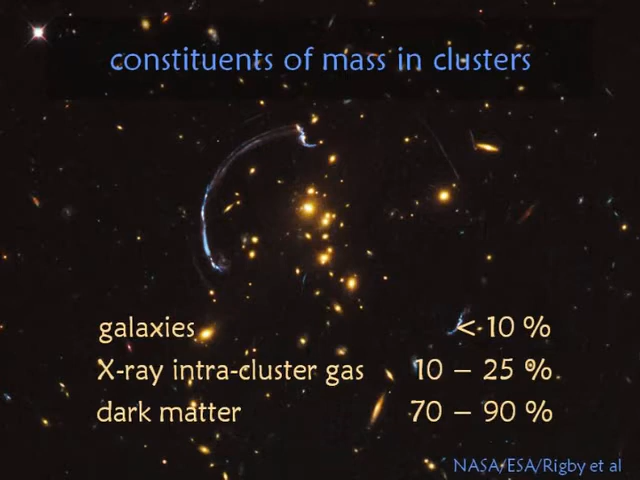 constituents of mass in clusters
galaxies < 10 %
X-ray intra-cluster gas 10 – 25 %
dark matter 70 – 90 %
NASA/ESA/Rigby et al